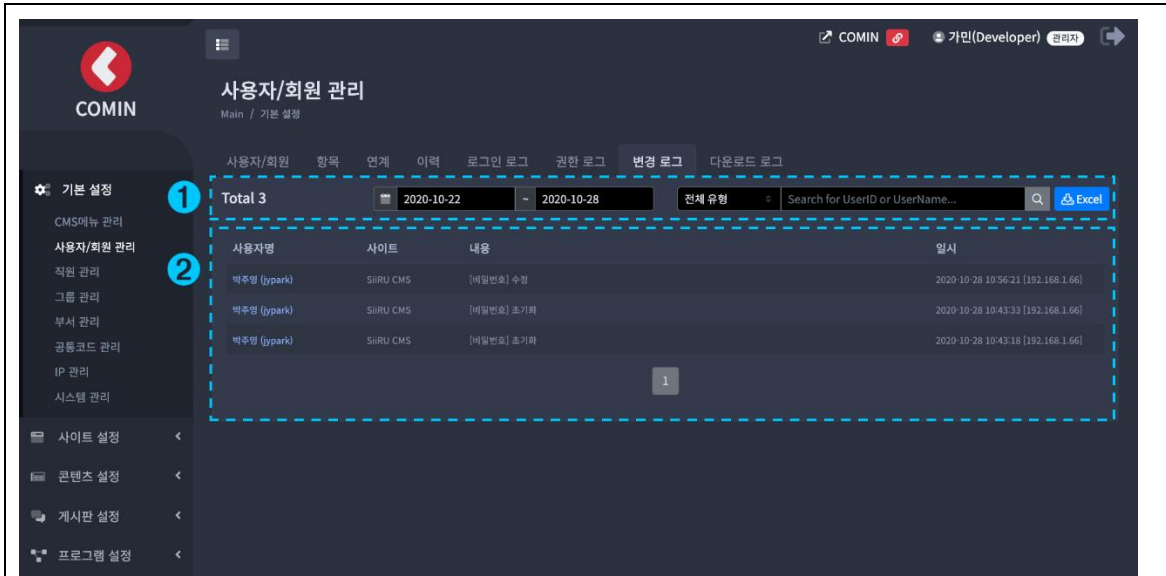 COMIN
COMIN 가민(Developer) 관리자
사용자/회원 관리
Main / 기본 설정
사용자/회원 항목 연계 이력 로그인 로그 권한 로그 변경 로그 다운로드 로그
기본 설정
CMS메뉴 관리
사용자/회원 관리
직원 관리
그룹 관리
부서 관리
공통코드 관리
IP 관리
시스템 관리
사이트 설정
콘텐츠 설정
게시판 설정
프로그램 설정
1
Total 3 2020-10-22 ~ 2020-10-28 전체 유형 Search for UserID or UserName... Excel
2
사용자명 사이트 내용 일시
박주영 (jypark) SiiRU CMS [비밀번호] 수정 2020-10-28 10:56:21 [192.168.1.66]
박주영 (jypark) SiiRU CMS [비밀번호] 초기화 2020-10-28 10:43:33 [192.168.1.66]
박주영 (jypark) SiiRU CMS [비밀번호] 초기화 2020-10-28 10:43:18 [192.168.1.66]
1